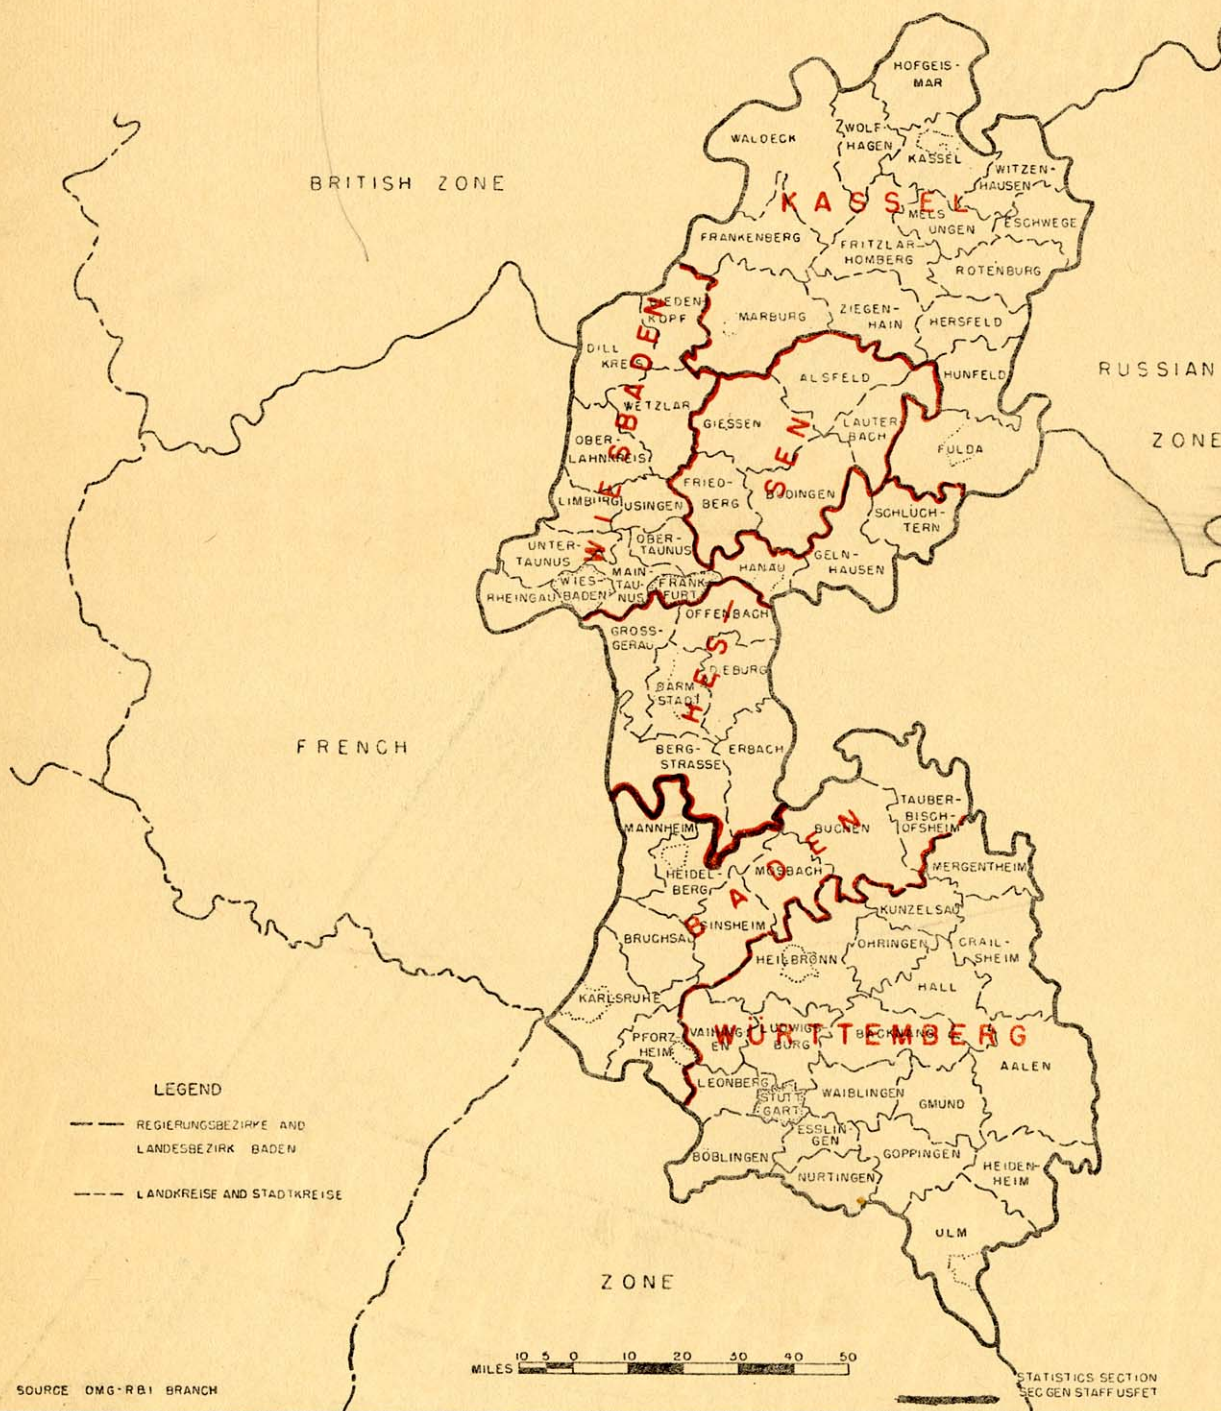 HOFGEIS-
MAR
WALDECK
WOLF-
HAGEN
KASSEL
WITZEN-
HAUSEN
BRITISH ZONE
KASSEL
MELS
UNGEN
ESCHWEGE
FRANKENBERG
FRITZLAR-
HOMBERG
ROTENBURG
BIEDEN-
KOPF
MARBURG
ZIEGEN-
HAIN
HERSFELD
WIESBADEN
DILL
KREIS
ALSFELD
HUNFELD
RUSSIAN
ZONE
WETZLAR
GIESSEN
LAUTER
BACH
OBER-
LAHNKREIS
FULDA
HESSEN
FRIED-
BERG
BÜDINGEN
LIMBURG
USINGEN
SCHLUCH-
TERN
UNTER-
TAUNUS
OBER-
TAUNUS
GELN-
HAUSEN
HANAU
RHEINGAU
WIES-
BADEN
MAIN-
TAU-
NUS
FRANK-
FURT
OFFENBACH
GROSS-
GERAU
DIEBURG
DARM
STADT
FRENCH
BERG-
STRASSE
ERBACH
TAUBER-
BISCH-
OFSHEIM
MANNHEIM
BUCHEN
BADEN
HEIDEL-
BERG
MOSBACH
MERGENTHEIM
SINSHEIM
KUNZELSAU
BRUCHSAL
HEILBRONN
OHRINGEN
CRAIL-
SHEIM
KARLSRUHE
HALL
PFORZ
HEIM
VAIHING
EN
LUDWIGS
BURG
BACKNANG
WÜRTTEMBERG
AALEN
LEONBERG
STUTT
GART
WAIBLINGEN
GMUND
ESSLIN-
GEN
BÖBLINGEN
NURTINGEN
GOPPINGEN
HEIDEN-
HEIM
ULM
ZONE
LEGEND
REGIERUNGSBEZIRKE AND
LANDESBEZIRK BADEN
LANDKREISE AND STADTKREISE
MILES 10 5 0 10 20 30 40 50
SOURCE OMG-RBI BRANCH
STATISTICS SECTION
SEC GEN STAFF USFET